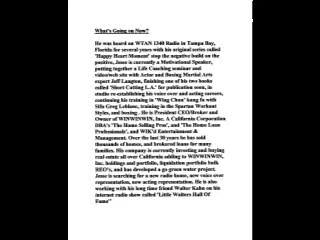 What's Going on Now?
He was heard on WTAN 1340 Radio in Tampa Bay,
Florida for several years with his original series called
'Happy Heart Moment' stop the negative build on the
positive, Jesse is currently a Motivational Speaker,
putting together a Life Coaching seminar and
video/web site with Actor and Boxing Martial Arts
expert Jeff Langton, finishing one of his two books
called 'Short Cutting L.A.' for publication soon, in
studio re-establishing his voice over and acting careers,
continuing his training in 'Wing Chun' kung fu with
SiFu Greg Leblanc, training in the Spartan Workout
Styles, and boxing . He is President CEO/Broker and
Owner of WINWINWIN, Inc. A California Corporation
DBA's 'The Home Selling Pros', and 'The Home Loan
Professionals', and WIK'd Entertainment &
Management. Over the last 30 years he has sold
thousands of homes, and brokered loans for many
families. His company is currently investing and buying
real estate all over California adding to WINWINWIN,
Inc. holdings and portfolio, liquidation portfolio bulk
REO's, and has developed a go green water project.
Jesse is searching for a new radio home, new voice over
representation, now acting representation. He is also
working with his long time friend Walter Kuhn on his
internet radio show called 'Little Walters Hall Of
Fame"